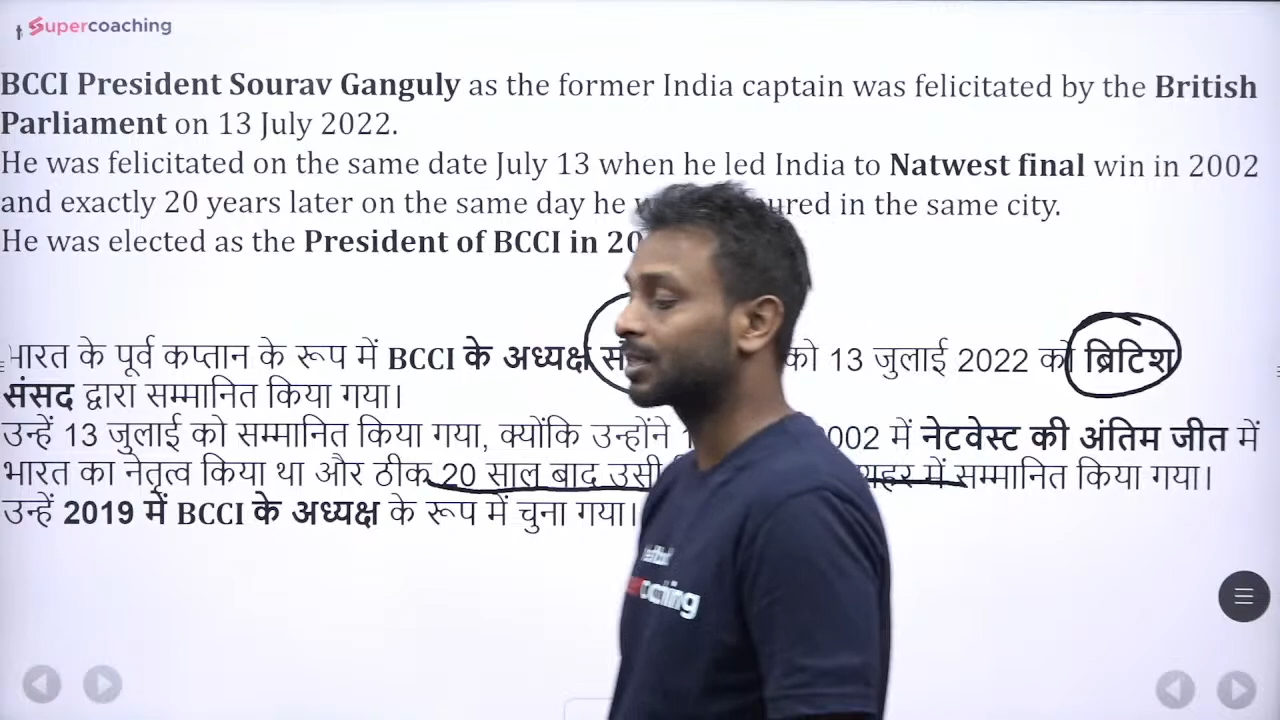 Supercoaching
BCCI President Sourav Ganguly as the former India captain was felicitated by the British
Parliament on 13 July 2022.
He was felicitated on the same date July 13 when he led India to Natwest final win in 2002
and exactly 20 years later on the same day he in the same city.
He was elected as the President of BCCI in
भारत के पूर्व कप्तान के रूप में BCCI के अध्यक्ष को 13 जुलाई 2022 को ब्रिटिश
संसद द्वारा सम्मानित किया गया।
उन्हें 13 जुलाई को सम्मानित किया गया, क्योंकि उन्होंने में नेटवेस्ट की अंतिम जीत में
भारत का नेतृत्व किया था और ठीक 20 साल बाद उसी शहर में सम्मानित किया गया।
उन्हें 2019 में BCCI के अध्यक्ष के रूप में चुना गया।